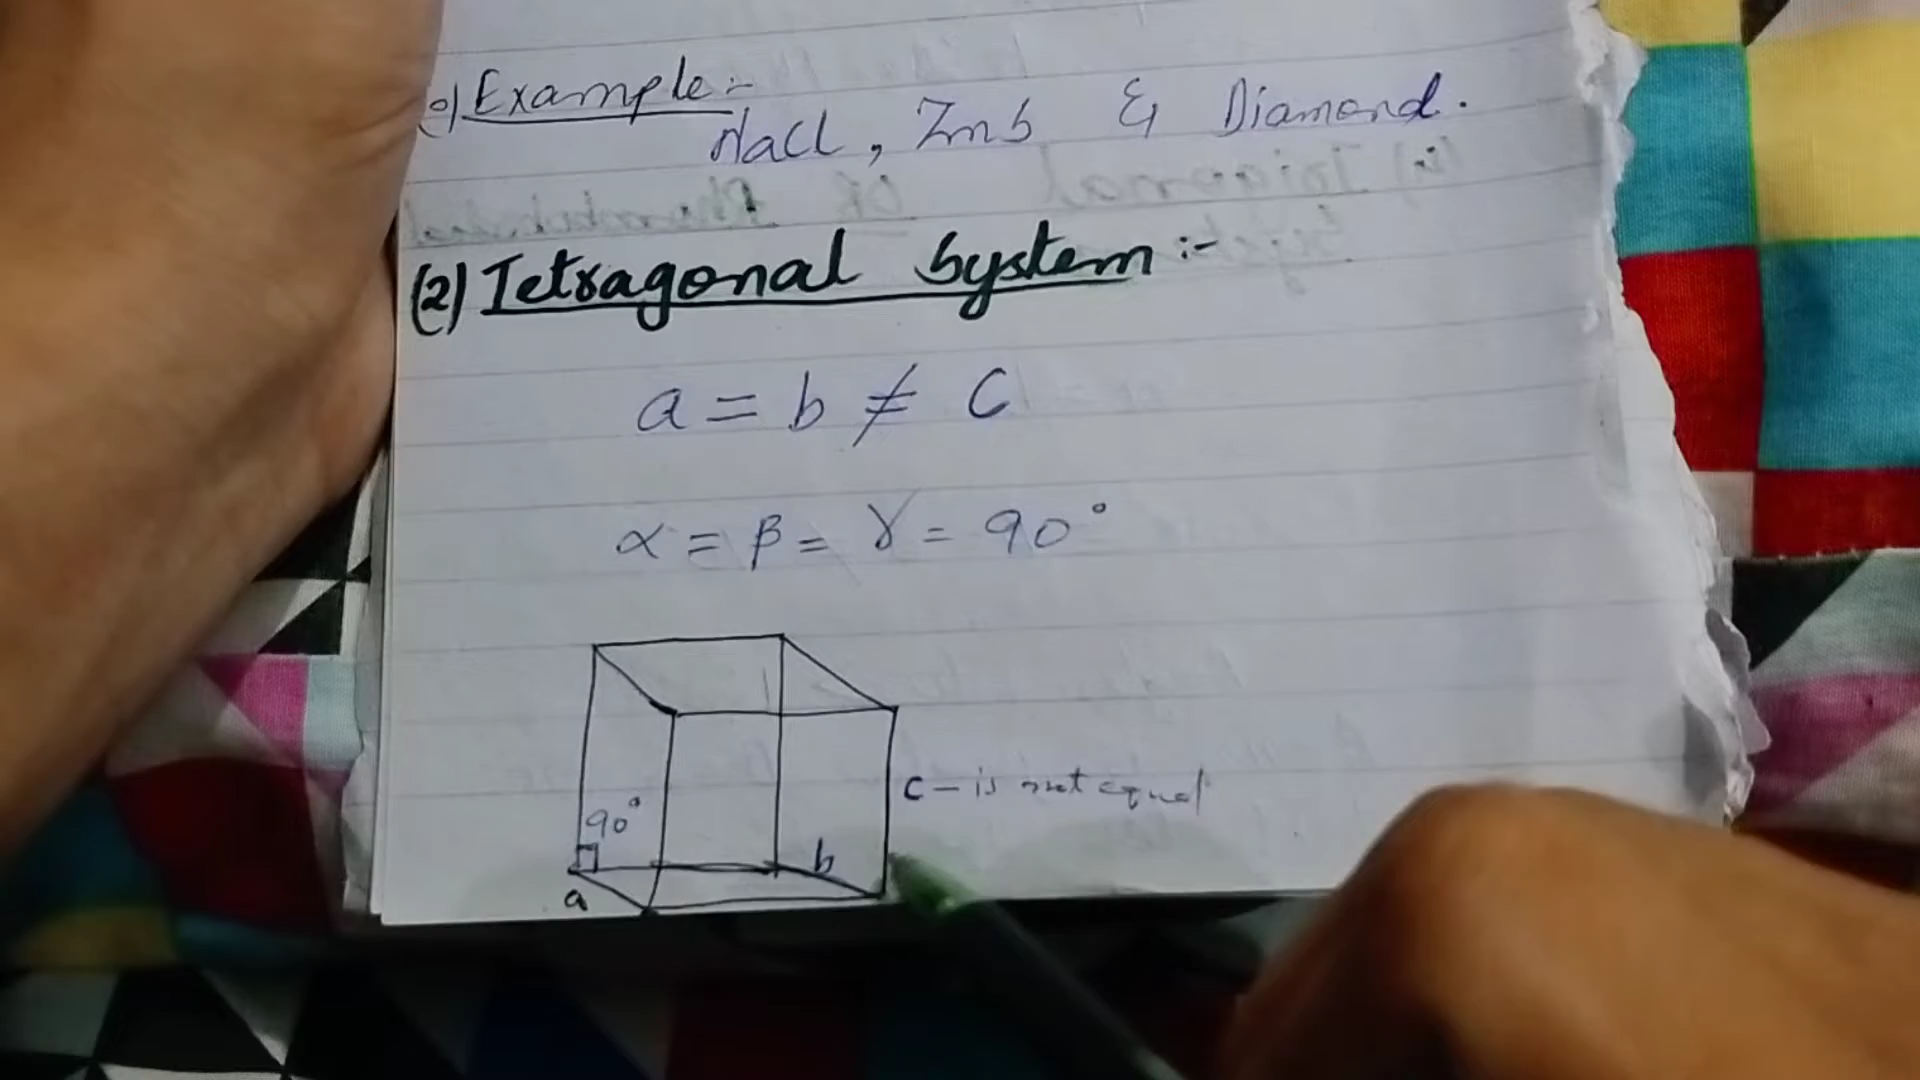 Example:-
NaCl, ZnS & Diamond.
(2) Tetragonal System :-
a = b ≠ c
α = β = γ = 90°
c - is not equal
90°
b
a